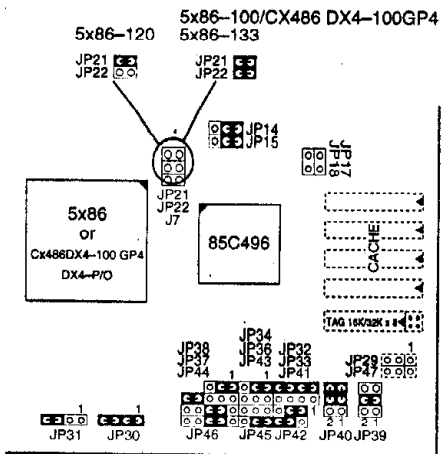 5x86-100/CX486 DX4-100GP4
5x86-120 5x86-133
JP21 JP21
JP22 JP22
4
JP14
JP15
JP17
JP18
JP21
JP22
J7
5x86
or
Cx486DX4-100 GP4
DX4-P/O
85C496
CACHE
TAG 16K/32K x 8
JP34
JP38 JP36 JP32
JP37 JP43 JP33
JP44 JP41
JP29 1
JP47
1 1
1 1 1
2 1 2 1
JP31 JP30 JP46 JP45 JP42 JP40 JP39